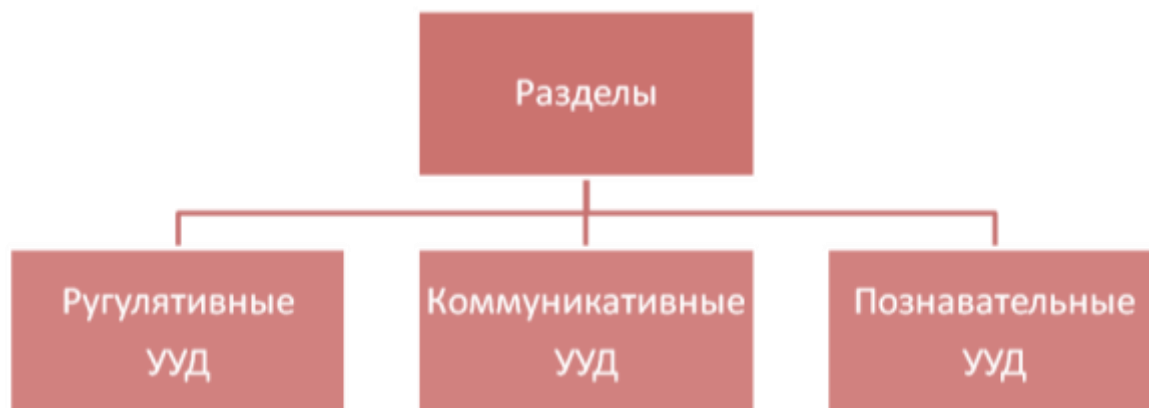 Разделы
Ругулятивные
УУД
Коммуникативные
УУД
Познавательные
УУД